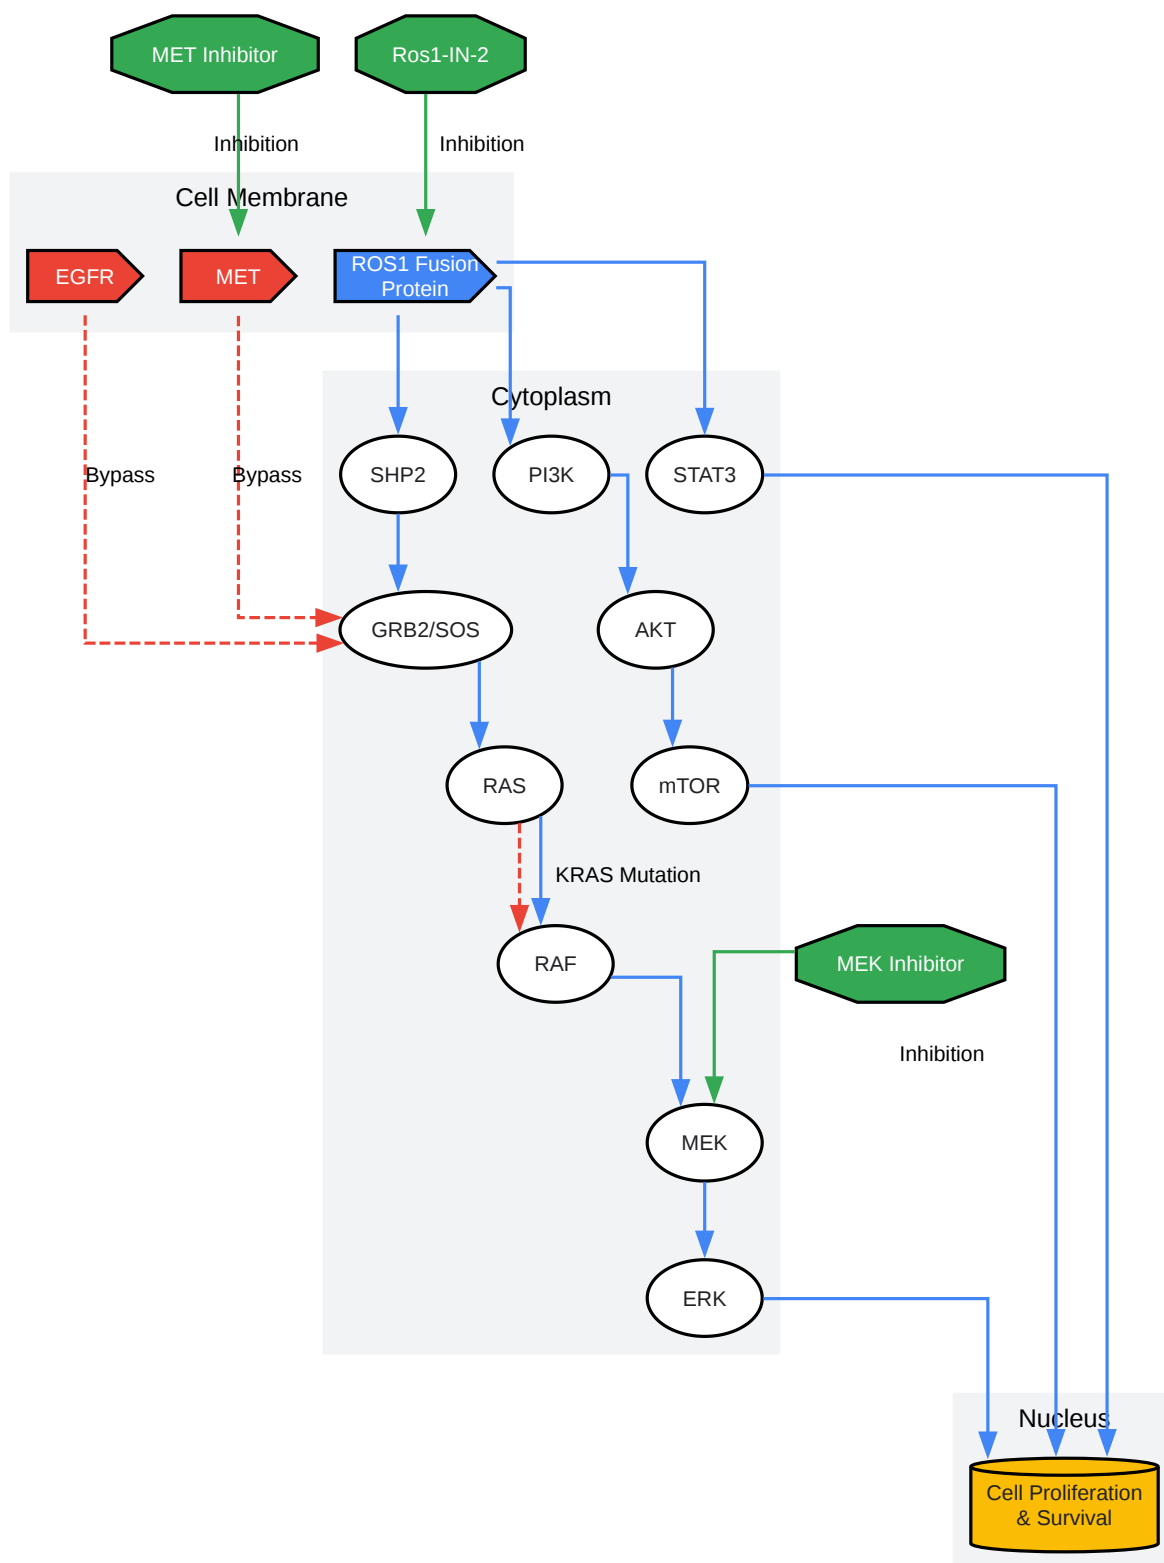 MET Inhibitor
Ros1-IN-2
Inhibition
Inhibition
Cell Membrane
EGFR
MET
ROS1 Fusion
Protein
Cytoplasm
Bypass
Bypass
SHP2
PI3K
STAT3
GRB2/SOS
AKT
RAS
mTOR
KRAS Mutation
RAF
MEK Inhibitor
Inhibition
MEK
ERK
Nucleus
Cell Proliferation
& Survival